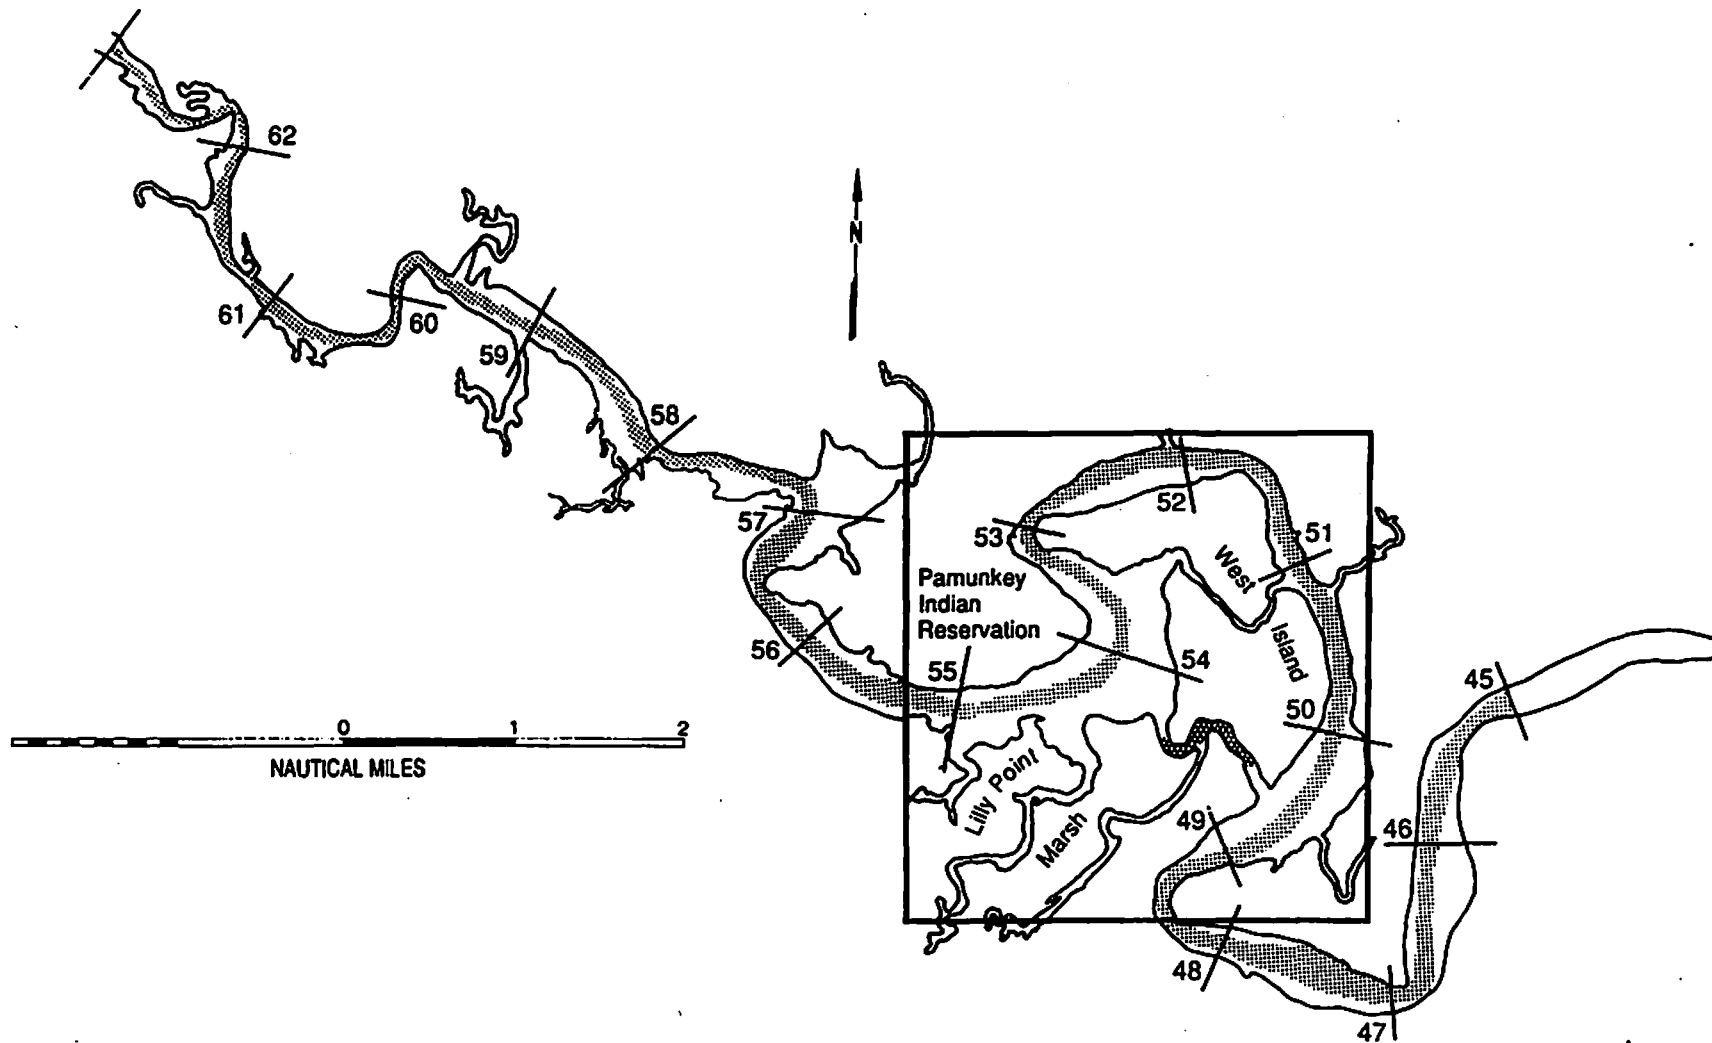 62
N
61
60
59
58
57
52
53
51
West
Pamunkey
Indian
Reservation
Island
56
55
54
45
50
0 1 2
NAUTICAL MILES
Lilly Point
Marsh
49
46
48
47